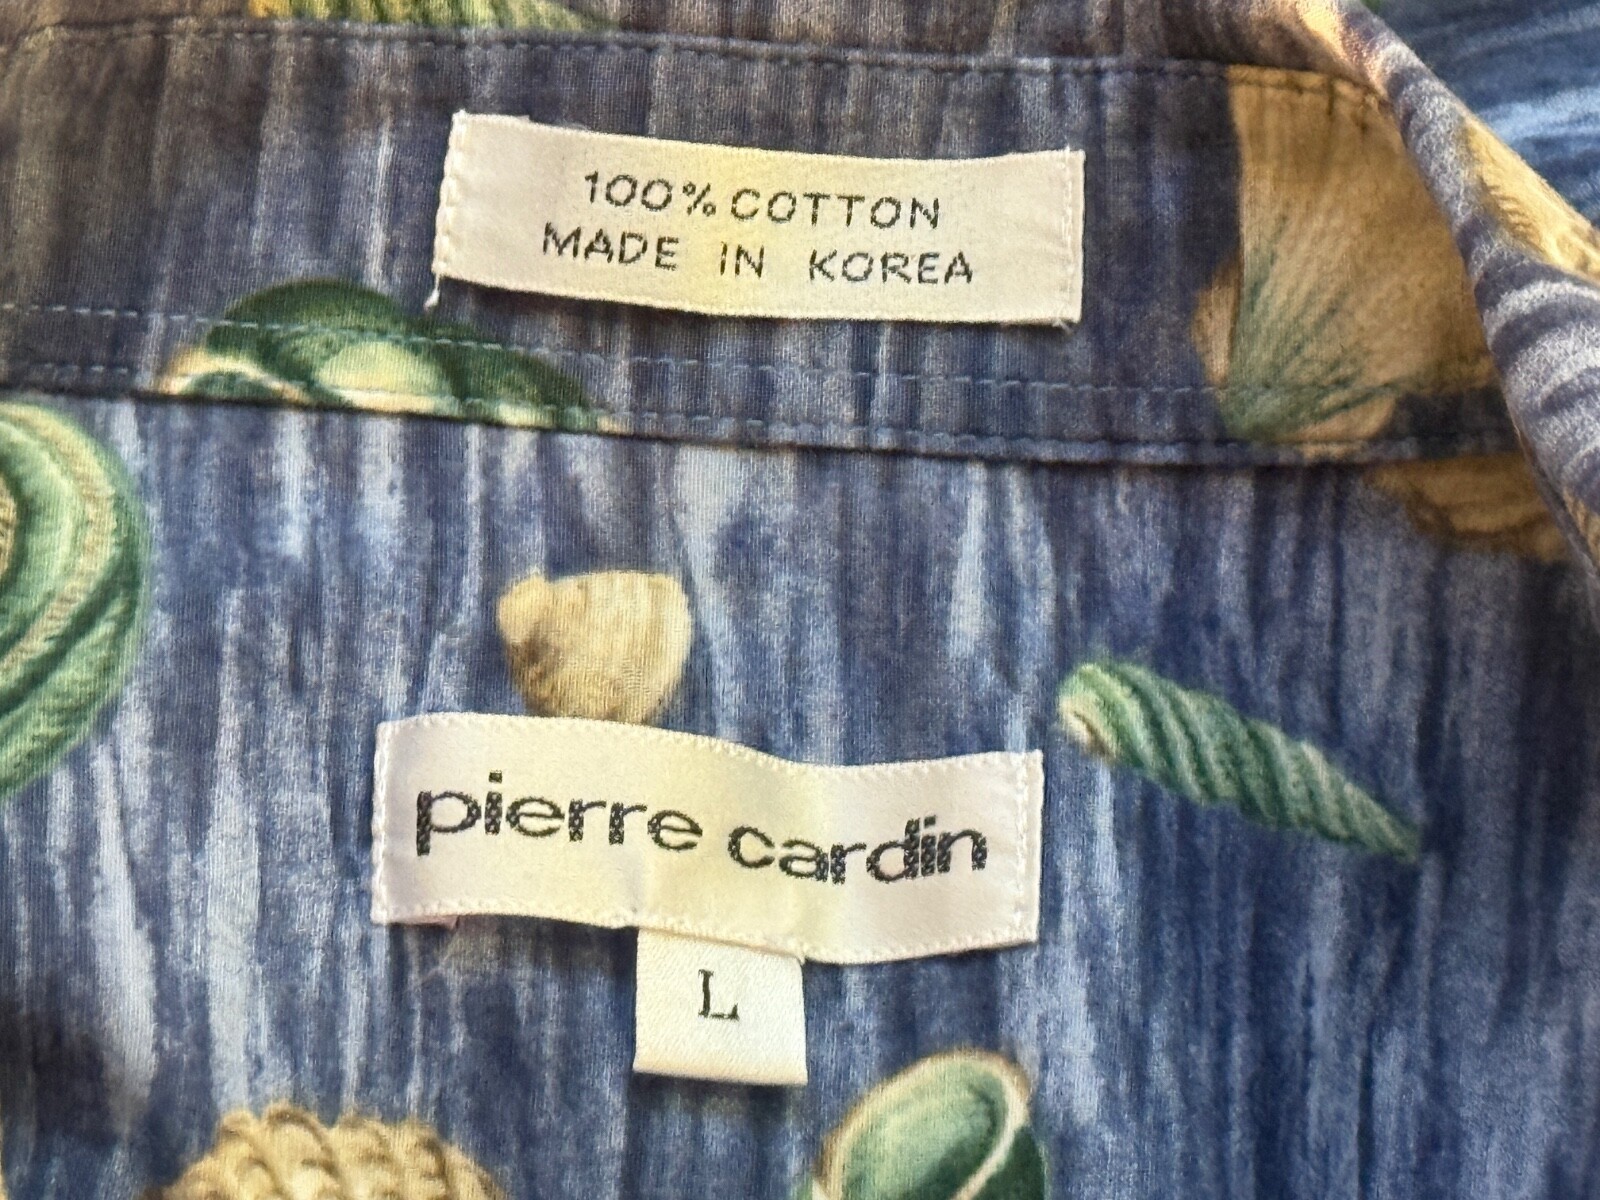 100% COTTON
MADE IN KOREA
pierre cardin
L